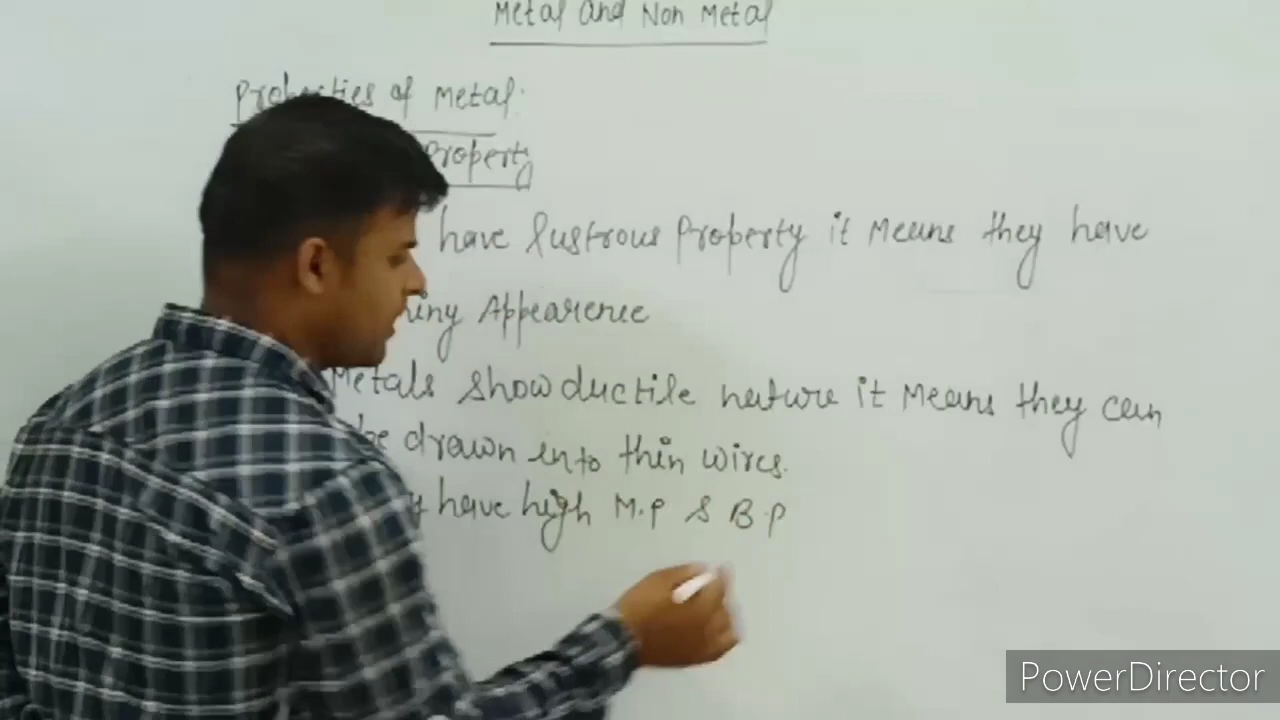 Metal and Non Metal
Properties of Metal:
Property
have lustrous Property it Means they have
Appearence
Metals show ductile nature it Means they can
be drawn into thin wires.
have high M.P & B.P
PowerDirector